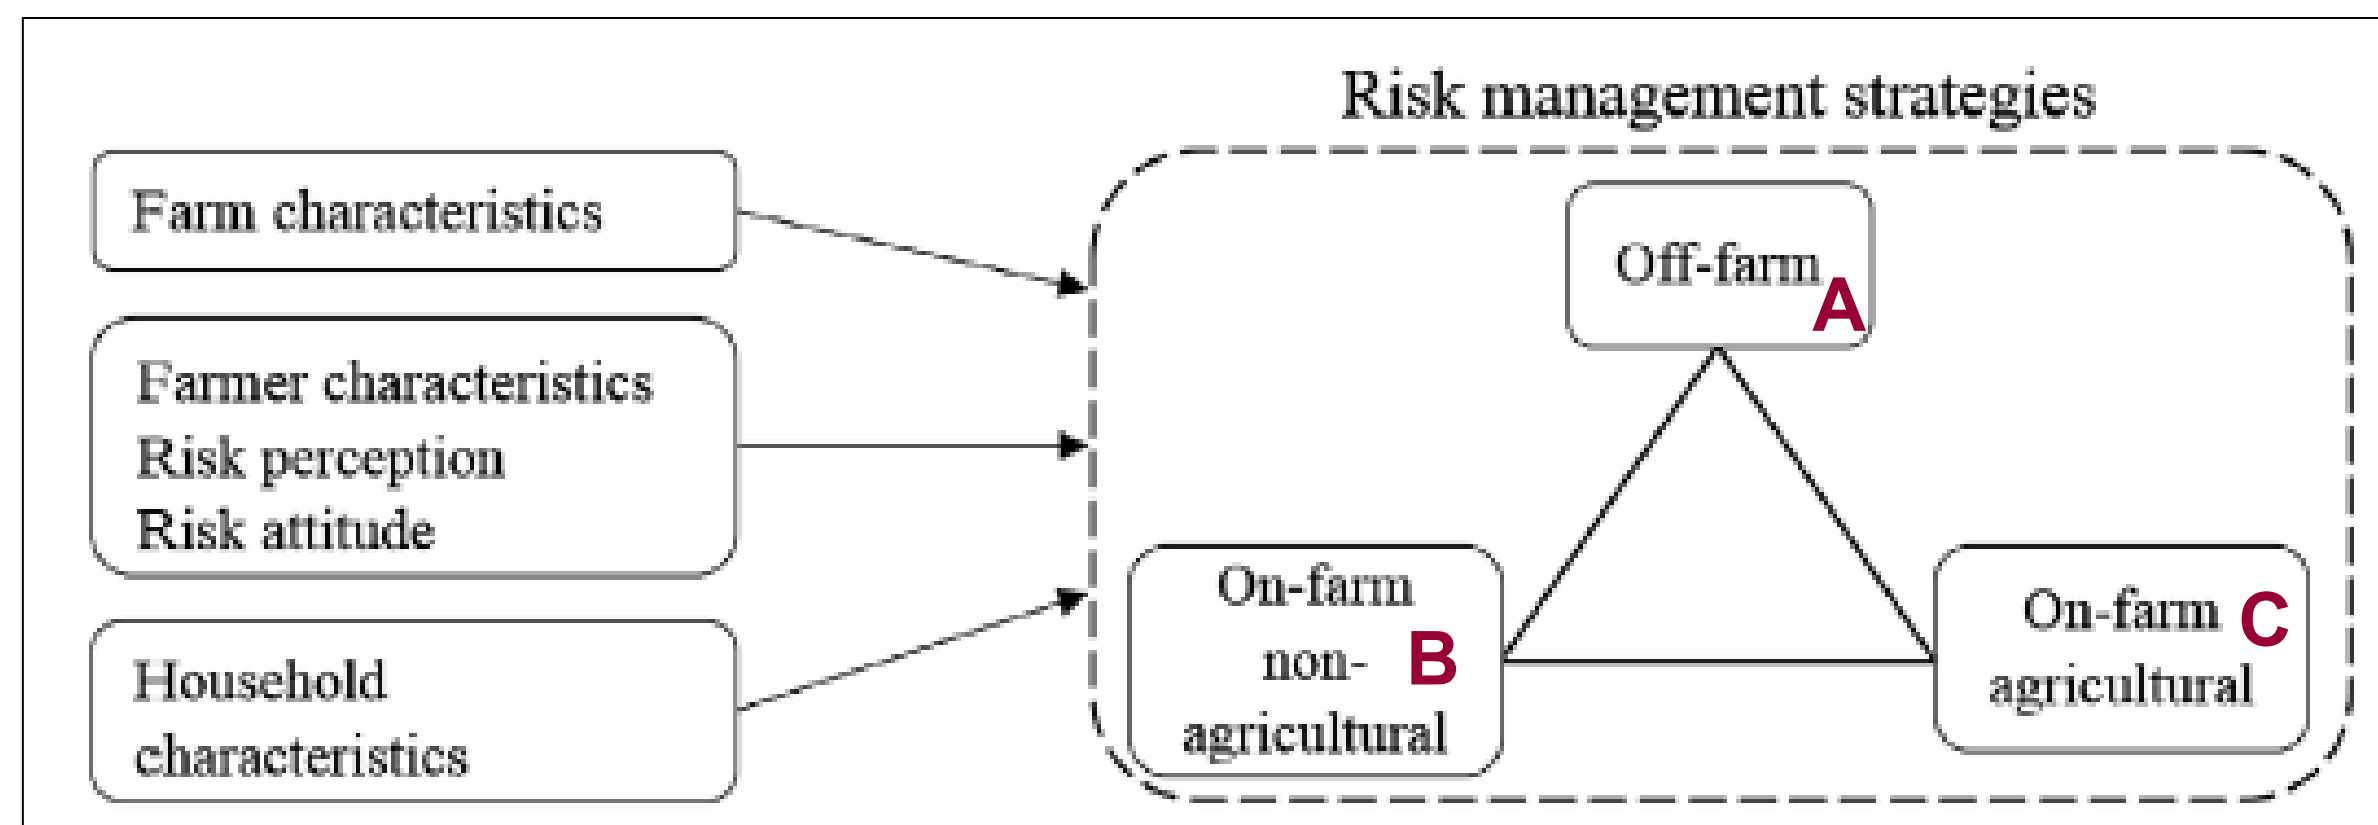 Risk management strategies
Farm characteristics
Farmer characteristics
Risk perception
Risk attitude
Household
characteristics
Off-farm
A
On-farm
non-
agricultural
B
On-farm
agricultural
C